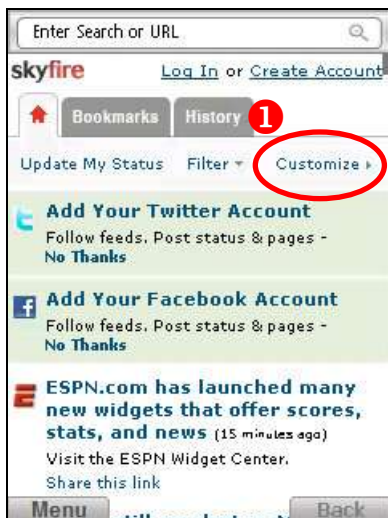 Enter Search or URL
skyfire Log In or Create Account
Bookmarks History 1
Update My Status Filter Customize
Add Your Twitter Account
Follow feeds. Post status & pages -
No Thanks
Add Your Facebook Account
Follow feeds. Post status & pages -
No Thanks
ESPN.com has launched many
new widgets that offer scores,
stats, and news (15 minutes ago)
Visit the ESPN Widget Center.
Share this link
Menu Back